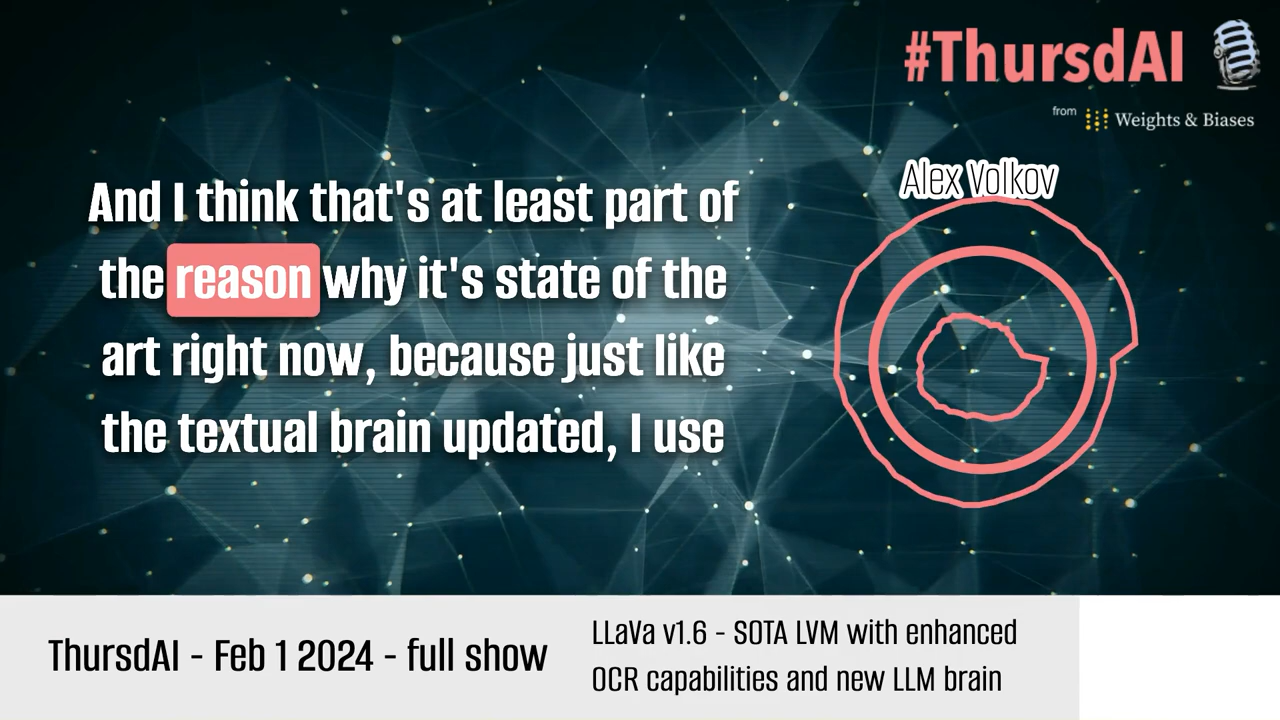 #ThursdAI
from Weights & Biases
Alex Volkov
And I think that's at least part of
the reason why it's state of the
art right now, because just like
the textual brain updated, I use
ThursdAI - Feb 1 2024 - full show
LLaVa v1.6 - SOTA LVM with enhanced
OCR capabilities and new LLM brain